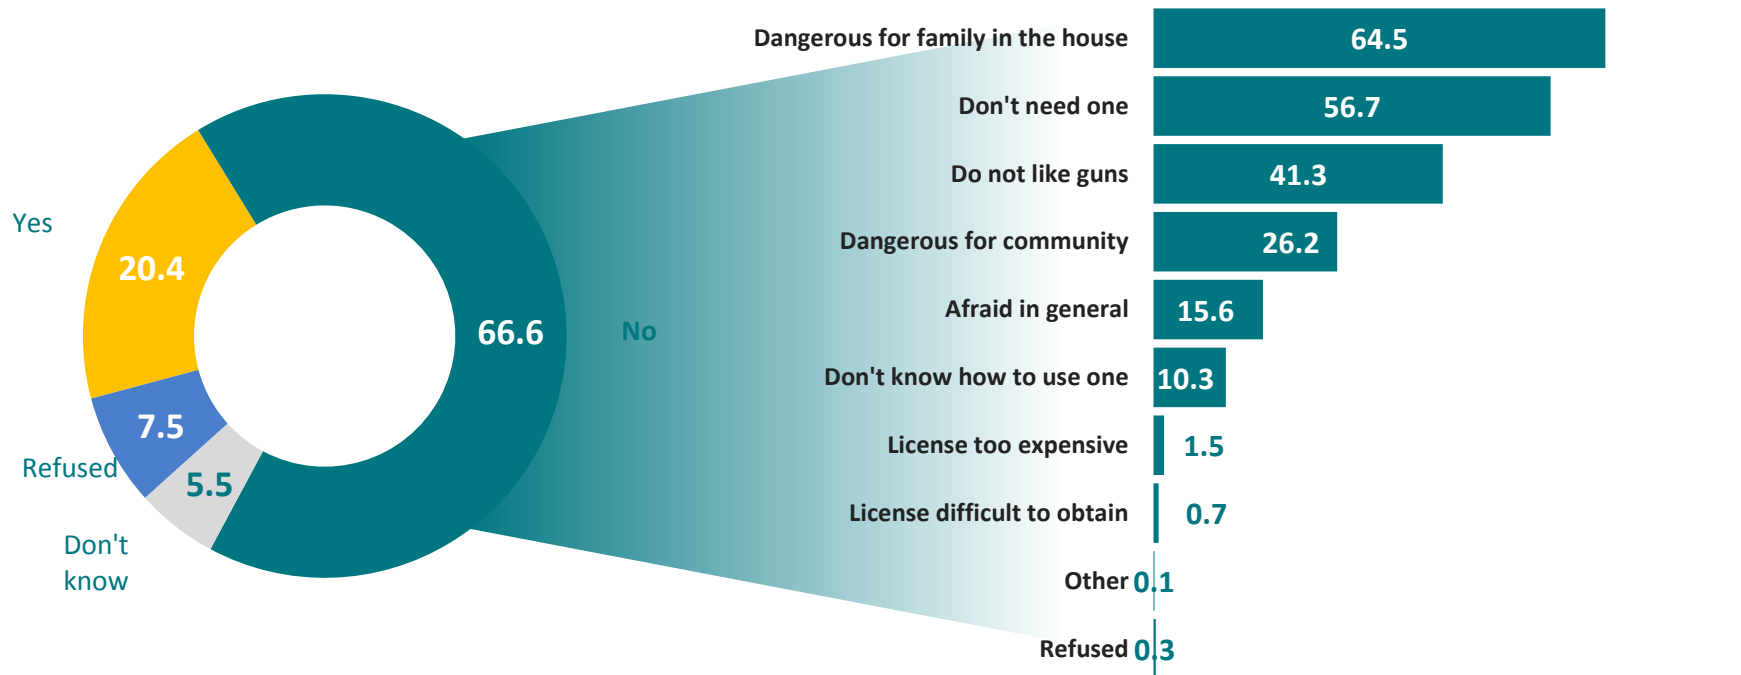 Yes
20.4
7.5
Refused
5.5
Don't
know
66.6
No
Dangerous for family in the house 64.5
Don't need one 56.7
Do not like guns 41.3
Dangerous for community 26.2
Afraid in general 15.6
Don't know how to use one 10.3
License too expensive 1.5
License difficult to obtain 0.7
Other 0.1
Refused 0.3